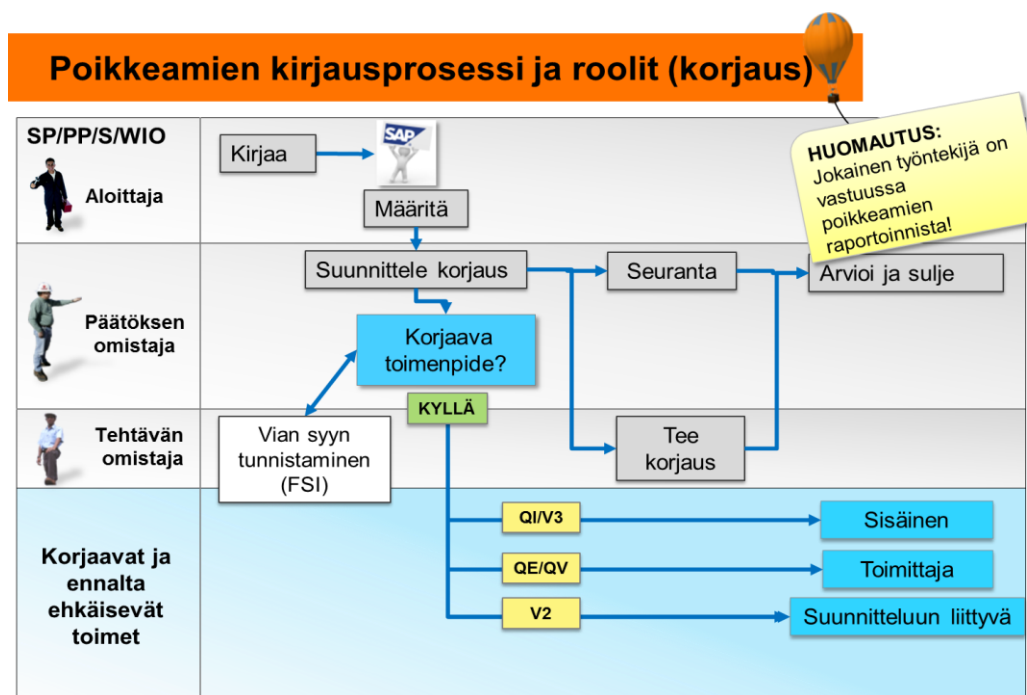 Poikkeamien kirjausprosessi ja roolit (korjaus)
HUOMAUTUS:
Jokainen työntekijä on
vastuussa
poikkeamien
raportoinnista!
SP/PP/S/WIO
Aloittaja
Kirjaa
SAP
Määritä
Päätöksen
omistaja
Suunnittele korjaus
Seuranta
Arvioi ja sulje
Korjaava
toimenpide?
KYLLÄ
Tehtävän
omistaja
Vian syyn
tunnistaminen
(FSI)
Tee
korjaus
Korjaavat ja
ennalta
ehkäisevät
toimet
QI/V3
Sisäinen
QE/QV
Toimittaja
V2
Suunnitteluun liittyvä